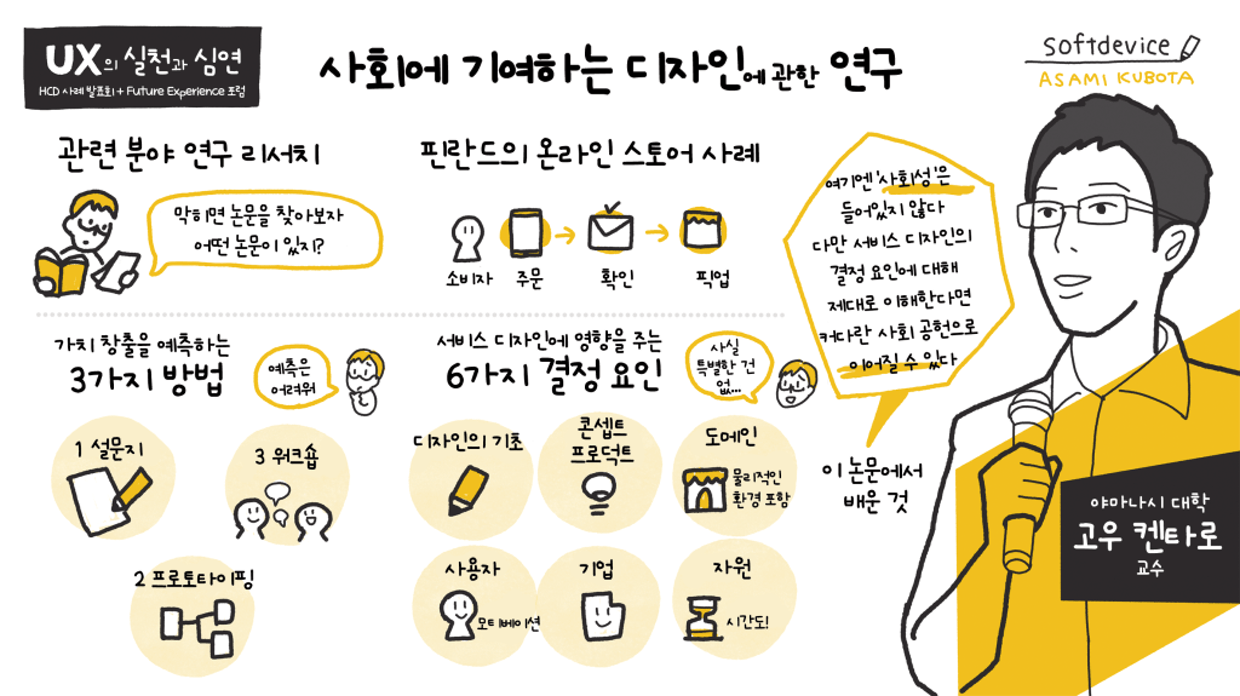 UX의 실천과 심연
HCD 사례 발표회 + Future Experience 포럼
사회에 기여하는 디자인에 관한 연구
softdevice
ASAMI KUBOTA
관련 분야 연구 리서치
막히면 논문을 찾아보자
어떤 논문이 있지?
핀란드의 온라인 스토어 사례
소비자 주문 확인 픽업
여기엔 '사회성'은
들어있지 않다
다만 서비스 디자인의
결정 요인에 대해
제대로 이해한다면
커다란 사회 공헌으로
이어질 수 있다
이 논문에서
배운 것
가치 창출을 예측하는
3가지 방법
예측은
어려워
1 설문지
3 워크숍
2 프로토타이핑
서비스 디자인에 영향을 주는
6가지 결정 요인
사실
특별한 건
없...
디자인의 기초
콘셉트
프로덕트
도메인
물리적인
환경 포함
사용자
모티베이션
기업
자원
시간도!
야마나시 대학
고우 켄타로
교수